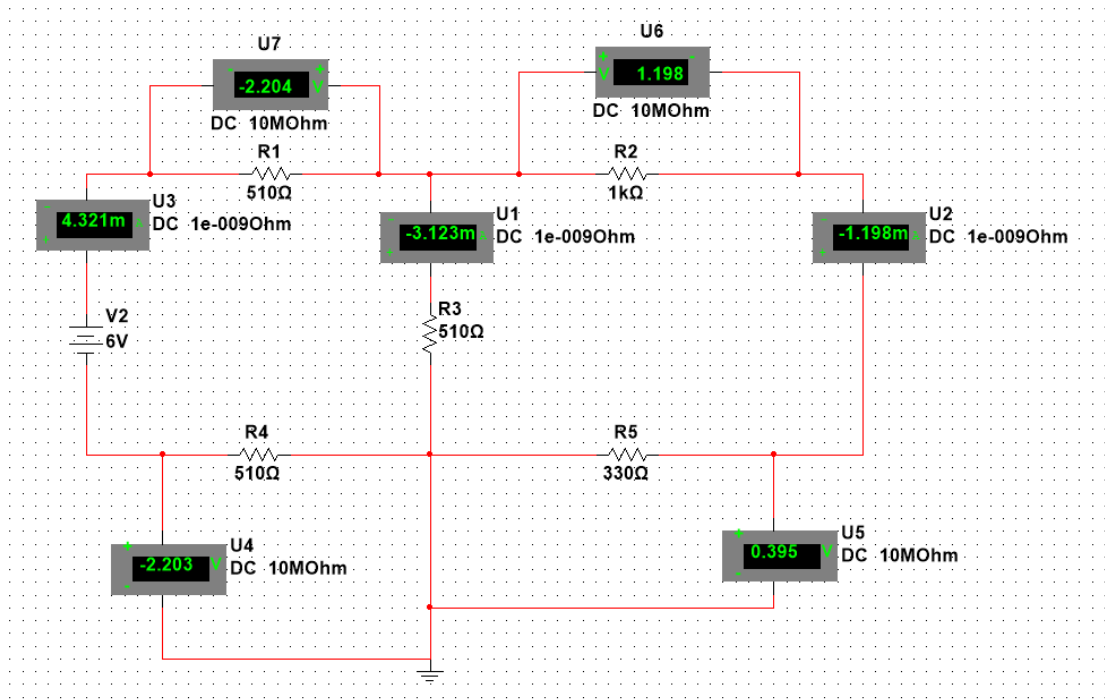 U7
-2.204 V
DC 10MOhm
U6
V 1.198
DC 10MOhm
R1
510Ω
R2
1kΩ
U3
4.321m A
DC 1e-009Ohm
U1
-3.123m A
DC 1e-009Ohm
U2
-1.198m A
DC 1e-009Ohm
V2
6V
R3
510Ω
R4
510Ω
R5
330Ω
U4
-2.203 V
DC 10MOhm
U5
0.395 V
DC 10MOhm